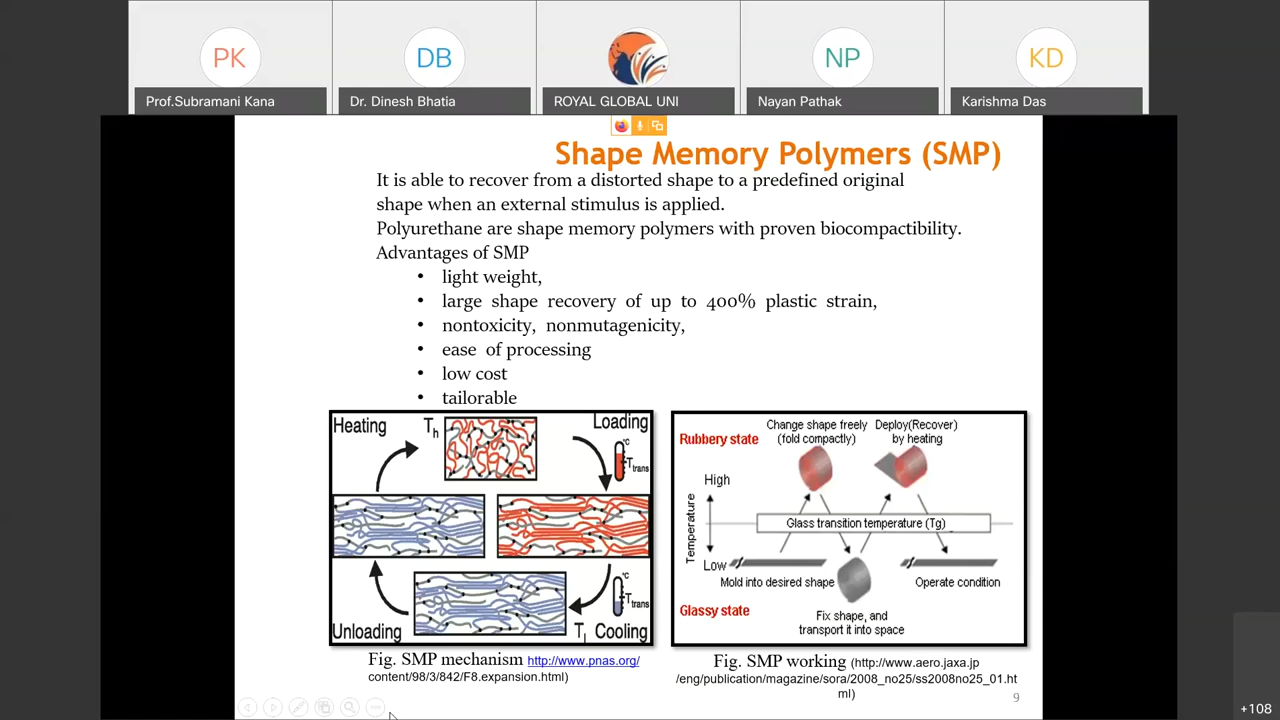 PK
DB
NP
KD
Prof.Subramani Kana
Dr. Dinesh Bhatia
ROYAL GLOBAL UNI
Nayan Pathak
Karishma Das
Shape Memory Polymers (SMP)
It is able to recover from a distorted shape to a predefined original
shape when an external stimulus is applied.
Polyurethane are shape memory polymers with proven biocompactibility.
Advantages of SMP
• light weight,
• large shape recovery of up to 400% plastic strain,
• nontoxicity, nonmutagenicity,
• ease of processing
• low cost
• tailorable
Heating
Th
Loading
°C
Ttrans
°C
Ttrans
Unloading
Tl Cooling
Fig. SMP mechanism http://www.pnas.org/
content/98/3/842/F8.expansion.html)
Rubbery state
Change shape freely
(fold compactly)
Deploy(Recover)
by heating
High
Temperature
Glass transition temperature (Tg)
Low
Mold into desired shape
Operate condition
Glassy state
Fix shape, and
transport it into space
Fig. SMP working (http://www.aero.jaxa.jp
/eng/publication/magazine/sora/2008_no25/ss2008no25_01.ht
ml)
9
+108